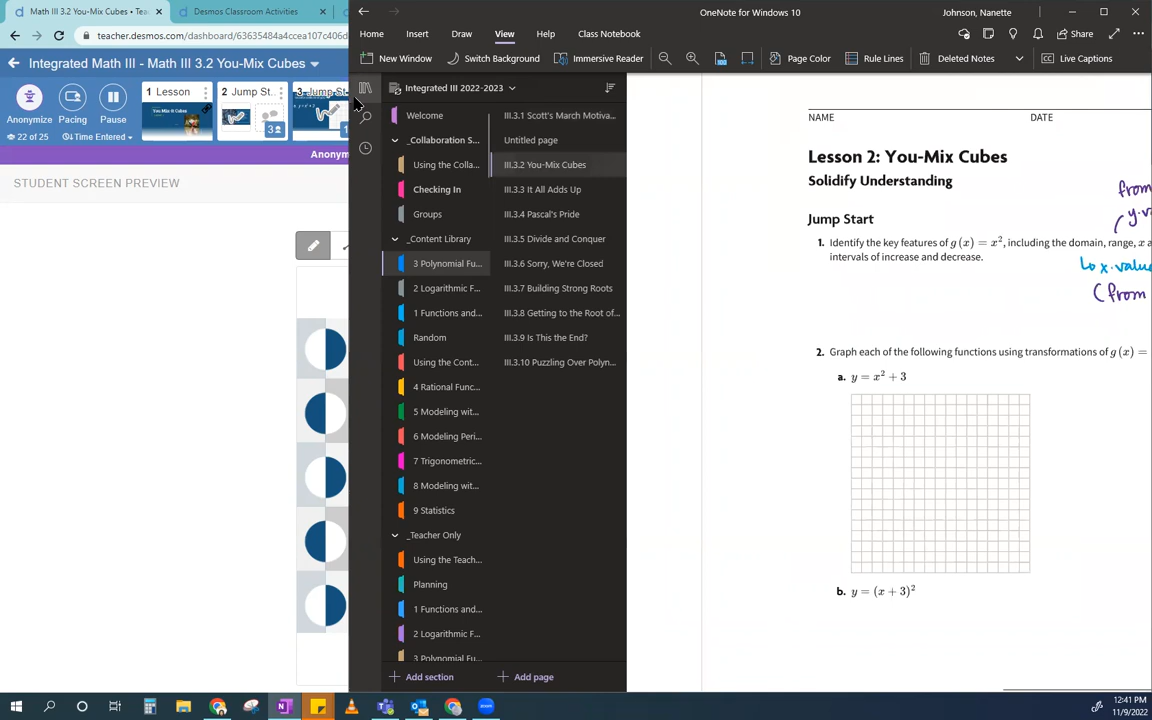 Math III 3.2 You-Mix Cubes • Tea
Desmos Classroom Activities
teacher.desmos.com/dashboard/63635484a4ccea107c406d
Integrated Math III - Math III 3.2 You-Mix Cubes
Anonymize
Pacing
Pause
22 of 25
Time Entered
1 Lesson
You-Mix Cubes
2 Jump St..
3
3 Jump St
Anonym
STUDENT SCREEN PREVIEW
OneNote for Windows 10
Johnson, Nanette
Home
Insert
Draw
View
Help
Class Notebook
Share
New Window
Switch Background
Immersive Reader
Page Color
Rule Lines
Deleted Notes
Live Captions
Integrated III 2022-2023
Welcome
_Collaboration S...
Using the Colla...
Checking In
Groups
_Content Library
3 Polynomial Fu...
2 Logarithmic F...
1 Functions and...
Random
Using the Cont...
4 Rational Func...
5 Modeling wit...
6 Modeling Peri...
7 Trigonometric...
8 Modeling wit...
9 Statistics
_Teacher Only
Using the Teach...
Planning
1 Functions and...
2 Logarithmic F...
3 Polynomial Fu...
Add section
III.3.1 Scott's March Motiva...
Untitled page
III.3.2 You-Mix Cubes
III.3.3 It All Adds Up
III.3.4 Pascal's Pride
III.3.5 Divide and Conquer
III.3.6 Sorry, We're Closed
III.3.7 Building Strong Roots
III.3.8 Getting to the Root of...
III.3.9 Is This the End?
III.3.10 Puzzling Over Polyn...
Add page
NAME
DATE
Lesson 2: You-Mix Cubes
Solidify Understanding
from
y-v
Jump Start
1. Identify the key features of g (x) = x², including the domain, range, x a
intervals of increase and decrease.
x-value
(from
2. Graph each of the following functions using transformations of g (x) =
a. y = x² + 3
b. y = (x + 3)²
12:41 PM
11/9/2022